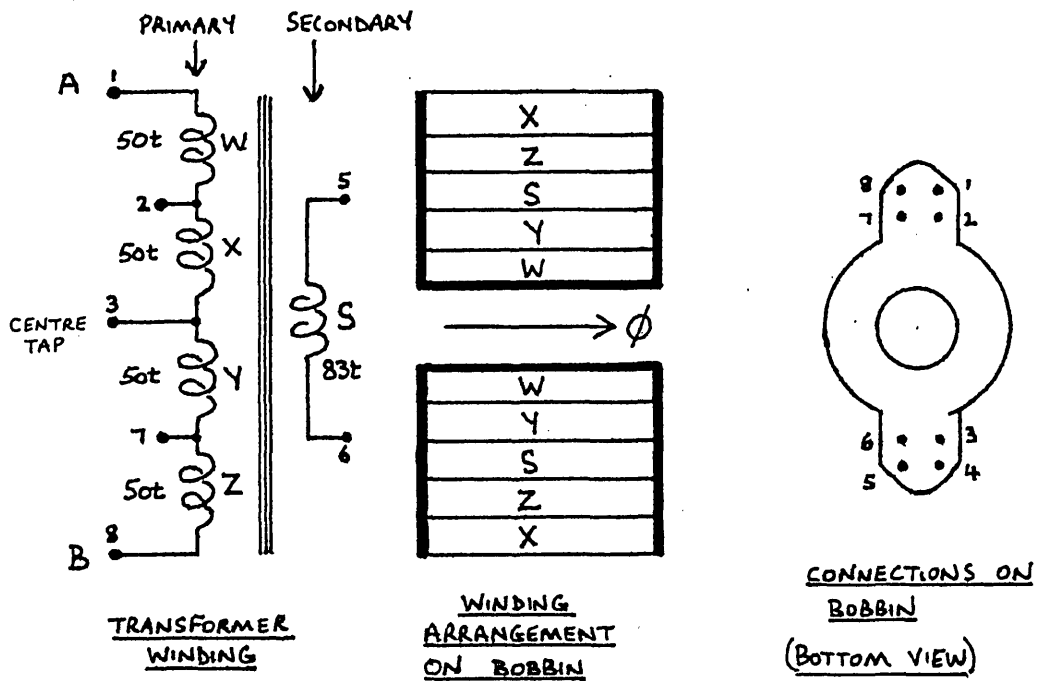 PRIMARY
SECONDARY
A
1
50t
W
2
50t
X
3
CENTRE
TAP
50t
Y
7
50t
Z
8
B
5
S
83t
6
TRANSFORMER
WINDING
X
Z
S
Y
W
Ø
W
Y
S
Z
X
WINDING
ARRANGEMENT
ON BOBBIN
8 1
7 2
6 3
5 4
CONNECTIONS ON
BOBBIN
(BOTTOM VIEW)